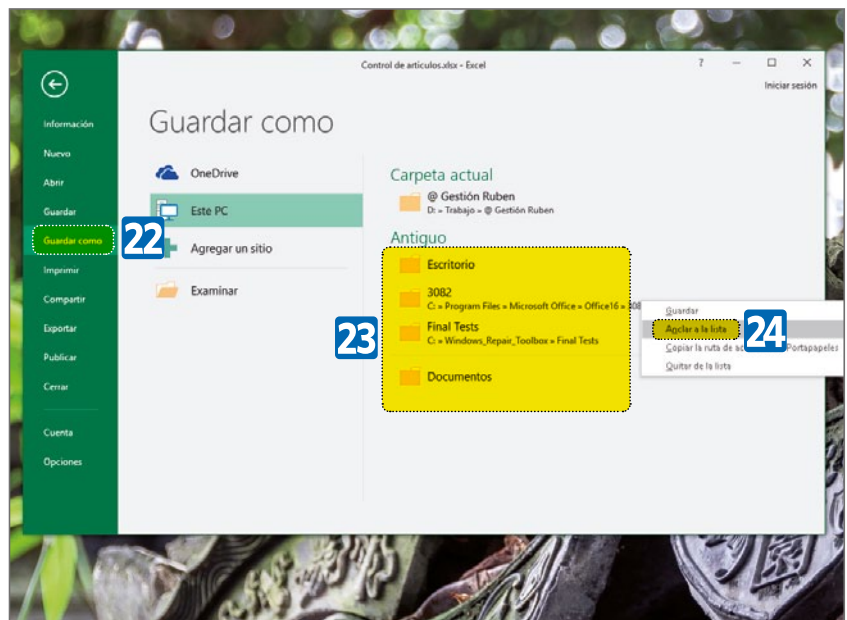 Control de articulos.xlsx - Excel
?
Iniciar sesión
Información
Nuevo
Abrir
Guardar
Guardar como
Imprimir
Compartir
Exportar
Publicar
Cerrar
Cuenta
Opciones
22
Guardar como
OneDrive
Este PC
Agregar un sitio
Examinar
Carpeta actual
@ Gestión Ruben
D: » Trabajo » @ Gestión Ruben
Antiguo
23
Escritorio
3082
C: » Program Files » Microsoft Office » Office16 » 308
Final Tests
C: » Windows_Repair_Toolbox » Final Tests
Documentos
Guardar
Anclar a la lista
24
Copiar la ruta de ac Portapapeles
Quitar de la lista